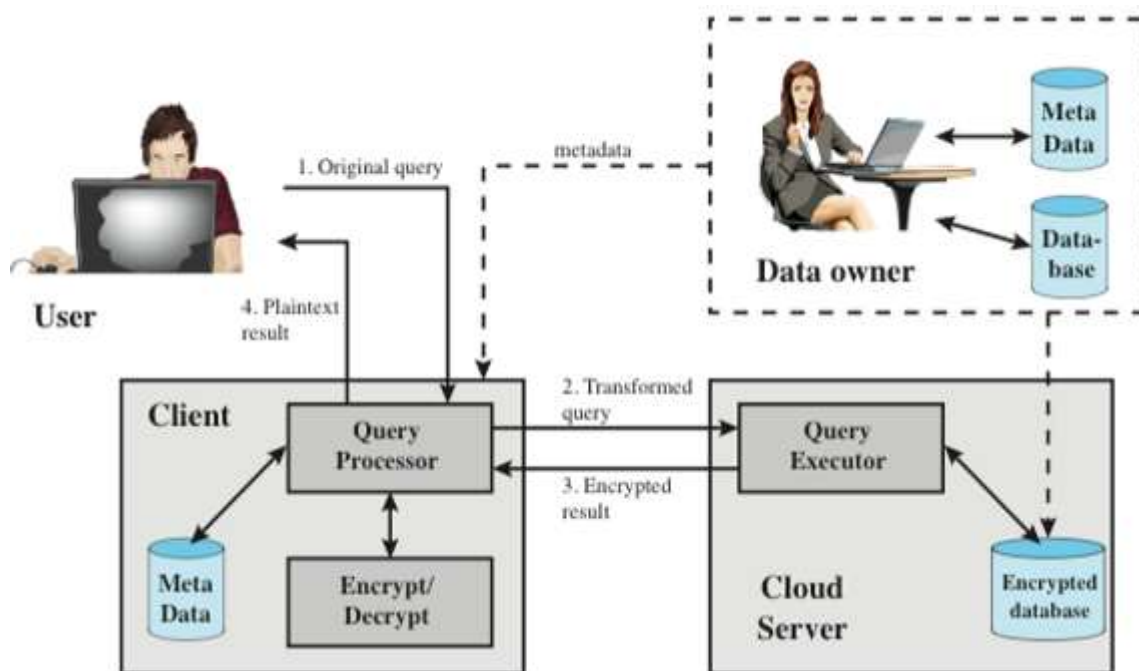 1. Original query
metadata
Meta
Data
Data-
base
Data owner
User
4. Plaintext
result
Client
Query
Processor
2. Transformed
query
3. Encrypted
result
Query
Executor
Meta
Data
Encrypt/
Decrypt
Cloud
Server
Encrypted
database